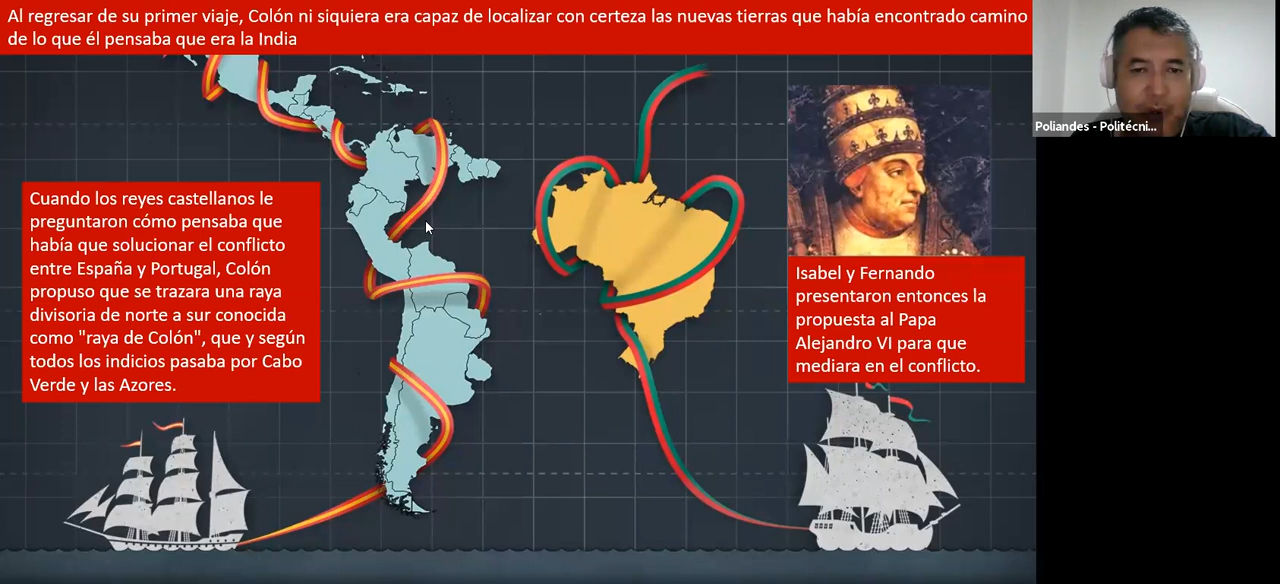 Al regresar de su primer viaje, Colón ni siquiera era capaz de localizar con certeza las nuevas tierras que había encontrado camino
de lo que él pensaba que era la India
Poliandes - Politécni...
Cuando los reyes castellanos le
preguntaron cómo pensaba que
había que solucionar el conflicto
entre España y Portugal, Colón
propuso que se trazara una raya
divisoria de norte a sur conocida
como "raya de Colón", que y según
todos los indicios pasaba por Cabo
Verde y las Azores.
Isabel y Fernando
presentaron entonces la
propuesta al Papa
Alejandro VI para que
mediara en el conflicto.